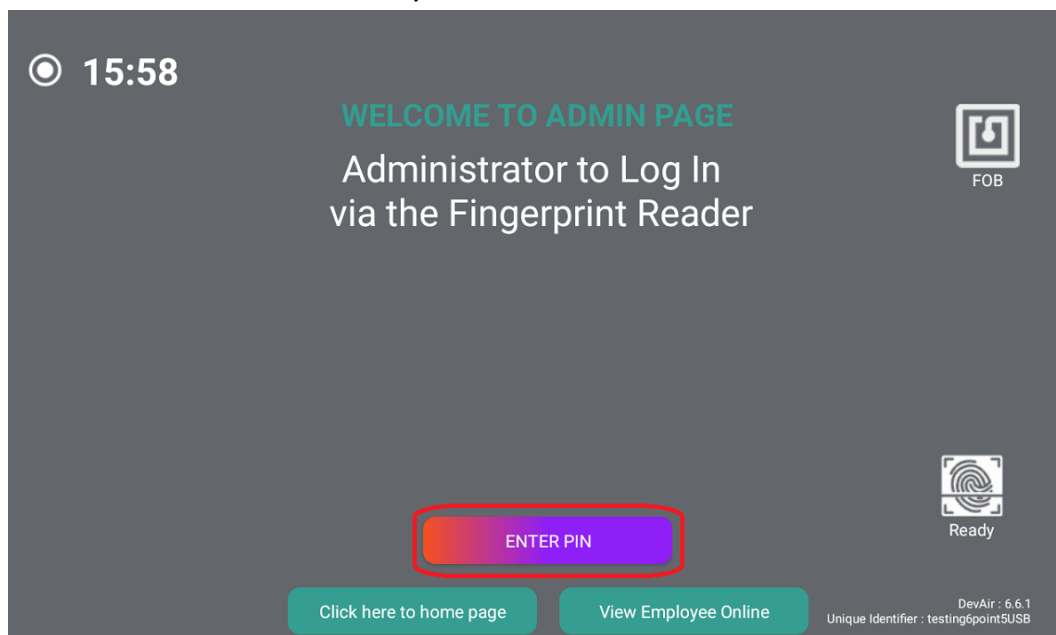 15:58
WELCOME TO ADMIN PAGE
Administrator to Log In
via the Fingerprint Reader
FOB
Ready
ENTER PIN
Click here to home page
View Employee Online
DevAir : 6.6.1
Unique Identifier : testing6point5USB